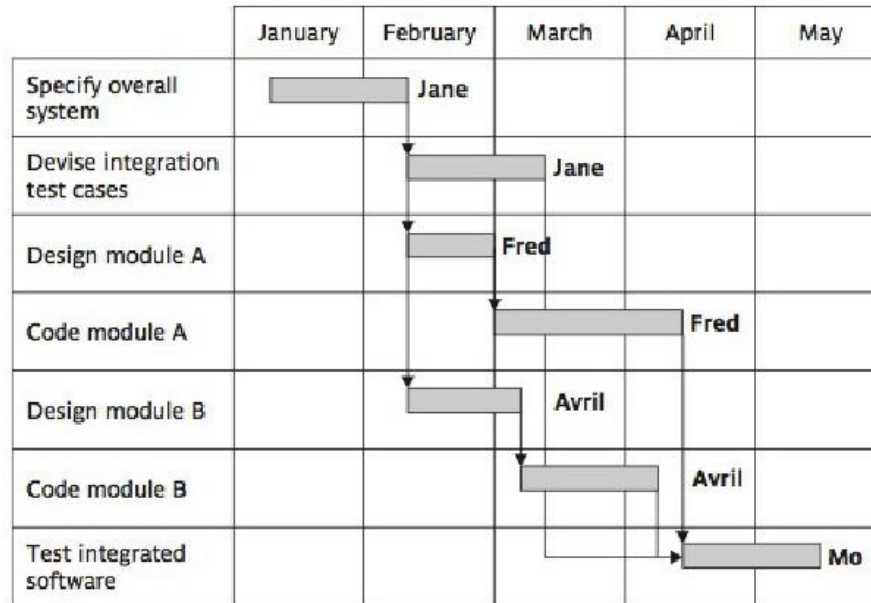 January February March April May
Specify overall
system
Jane
Devise integration
test cases
Jane
Design module A
Fred
Code module A
Fred
Design module B
Avril
Code module B
Avril
Test integrated
software
Mo